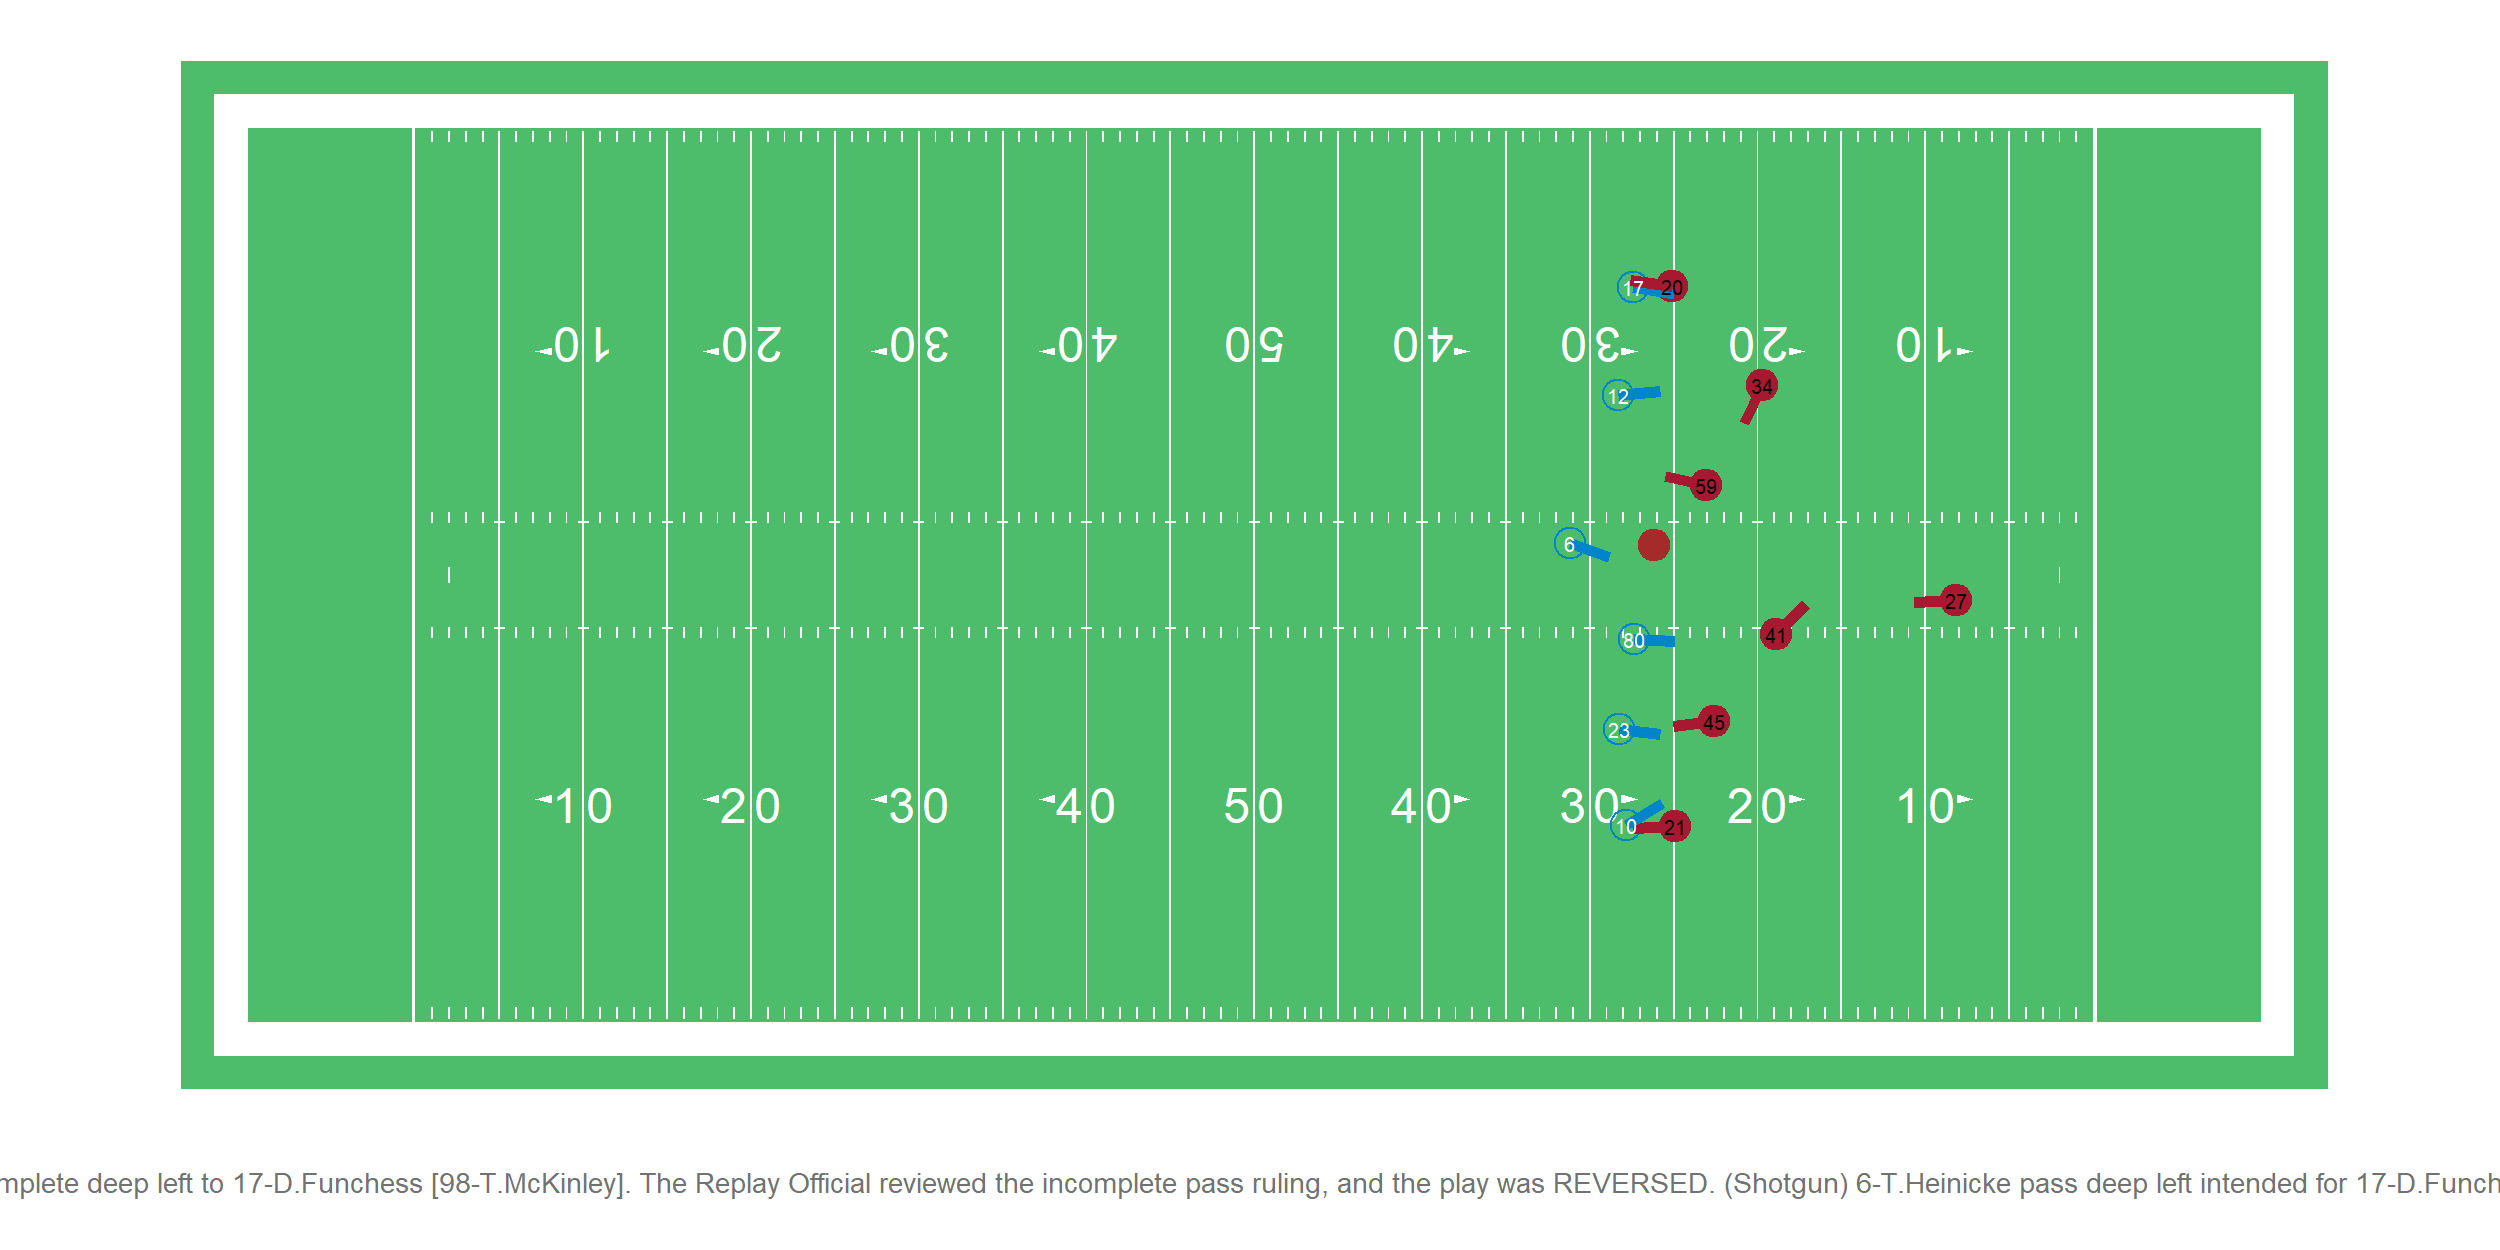 17 20
10 20 30 40 50 40 30 20 10
12 34
59
6
27
80 41
23 45
10 20 30 40 50 40 30 20 10
10 21
deep left to 17-D.Funchess [98-T.McKinley]. The Replay Official reviewed the incomplete pass ruling, and the play was REVERSED. (Shotgun) 6-T.Heinicke pass deep left intended for